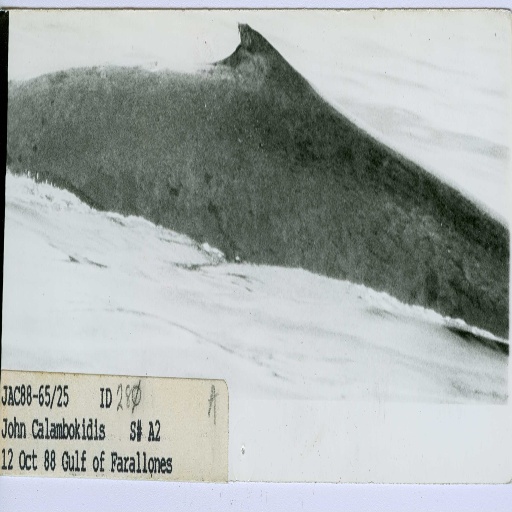 JAC88-65/25 ID 280
John Calambokidis S# A2
12 Oct 88 Gulf of Farallones